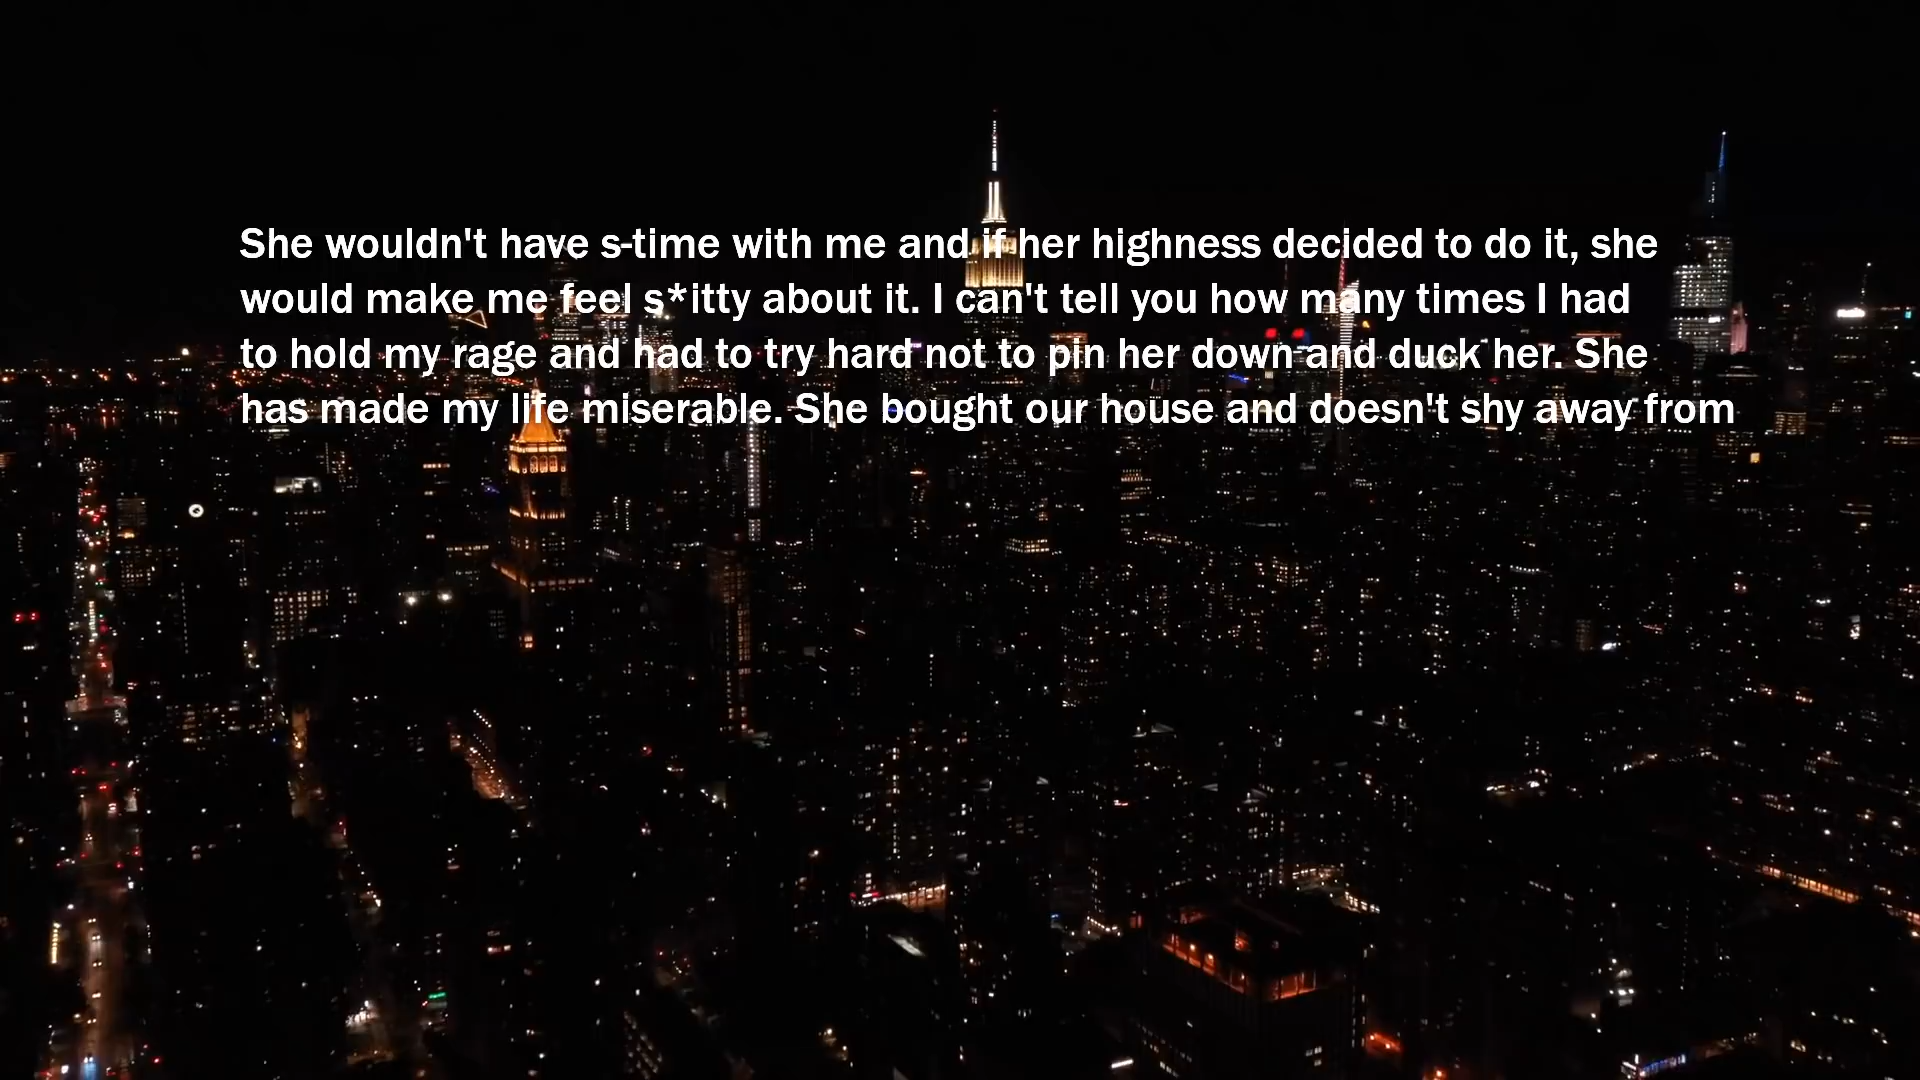 She wouldn't have s-time with me and if her highness decided to do it, she
would make me feel s*itty about it. I can't tell you how many times I had
to hold my rage and had to try hard not to pin her down and duck her. She
has made my life miserable. She bought our house and doesn't shy away from